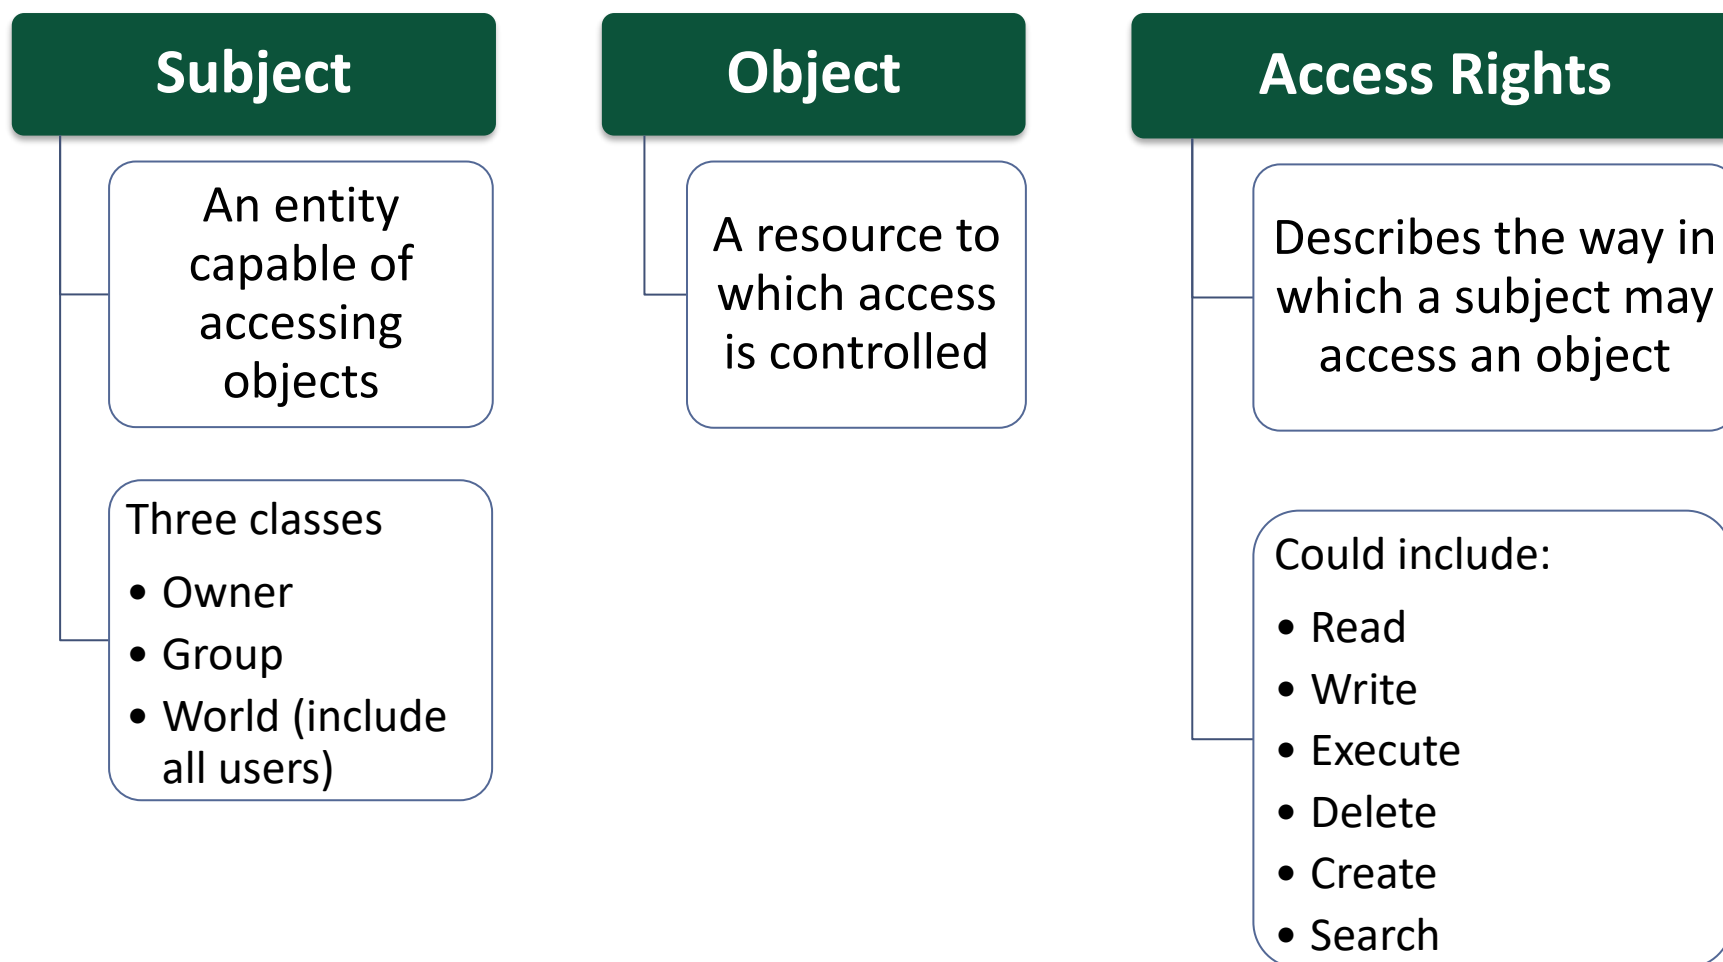 Subject
An entity
capable of
accessing
objects
Three classes
• Owner
• Group
• World (include
all users)
Object
A resource to
which access
is controlled
Access Rights
Describes the way in
which a subject may
access an object
Could include:
• Read
• Write
• Execute
• Delete
• Create
• Search